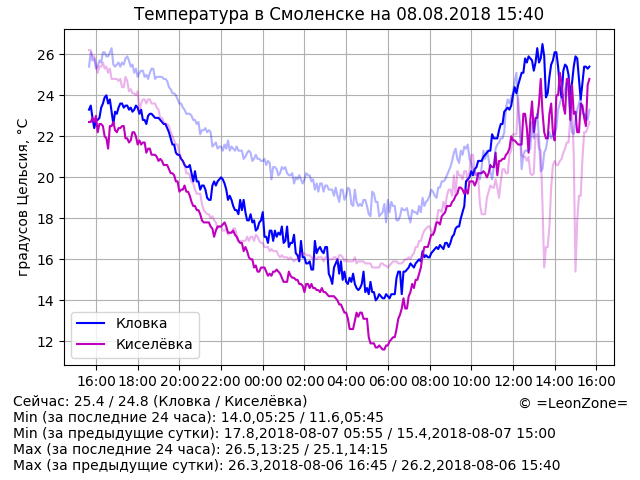 Температура в Смоленске на 08.08.2018 15:40
градусов Цельсия, °C
26
24
22
20
18
16
14
12
Кловка
Киселёвка
16:00 18:00 20:00 22:00 00:00 02:00 04:00 06:00 08:00 10:00 12:00 14:00 16:00
Сейчас: 25.4 / 24.8 (Кловка / Киселёвка)
© =LeonZone=
Min (за последние 24 часа): 14.0,05:25 / 11.6,05:45
Min (за предыдущие сутки): 17.8,2018-08-07 05:55 / 15.4,2018-08-07 15:00
Max (за последние 24 часа): 26.5,13:25 / 25.1,14:15
Max (за предыдущие сутки): 26.3,2018-08-06 16:45 / 26.2,2018-08-06 15:40